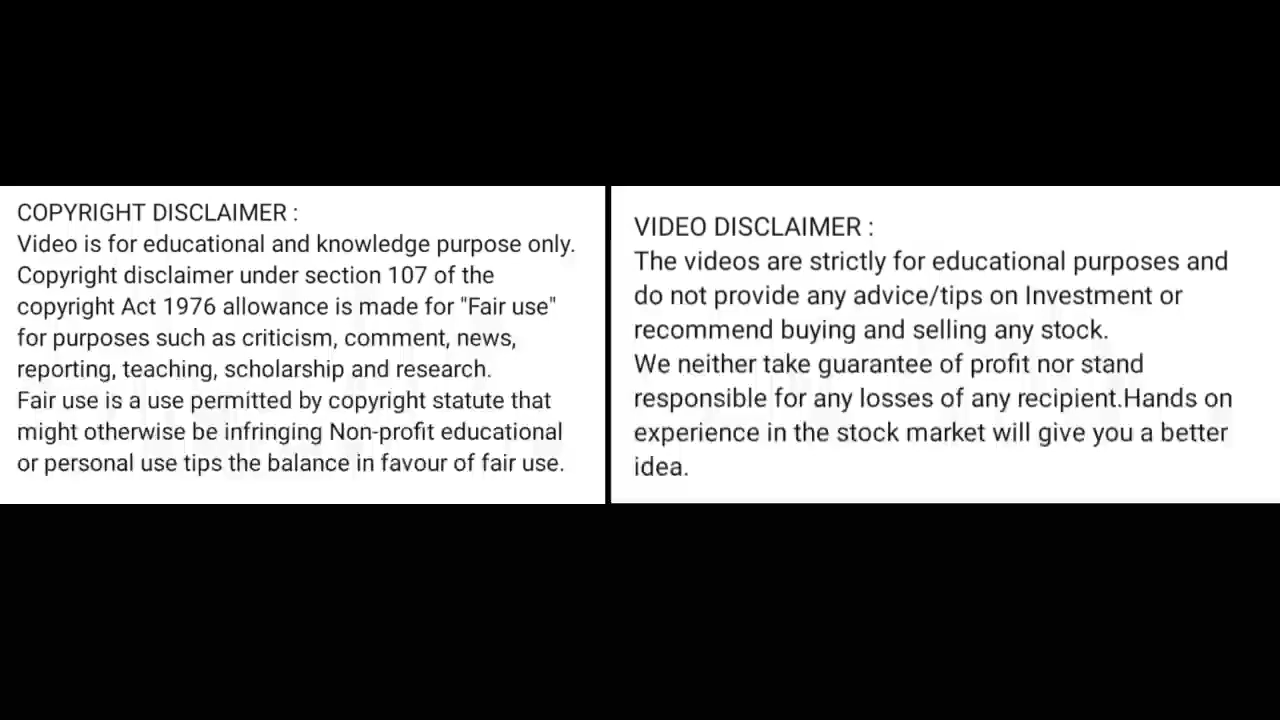 COPYRIGHT DISCLAIMER :
Video is for educational and knowledge purpose only.
Copyright disclaimer under section 107 of the
copyright Act 1976 allowance is made for "Fair use"
for purposes such as criticism, comment, news,
reporting, teaching, scholarship and research.
Fair use is a use permitted by copyright statute that
might otherwise be infringing Non-profit educational
or personal use tips the balance in favour of fair use.
VIDEO DISCLAIMER :
The videos are strictly for educational purposes and
do not provide any advice/tips on Investment or
recommend buying and selling any stock.
We neither take guarantee of profit nor stand
responsible for any losses of any recipient.Hands on
experience in the stock market will give you a better
idea.